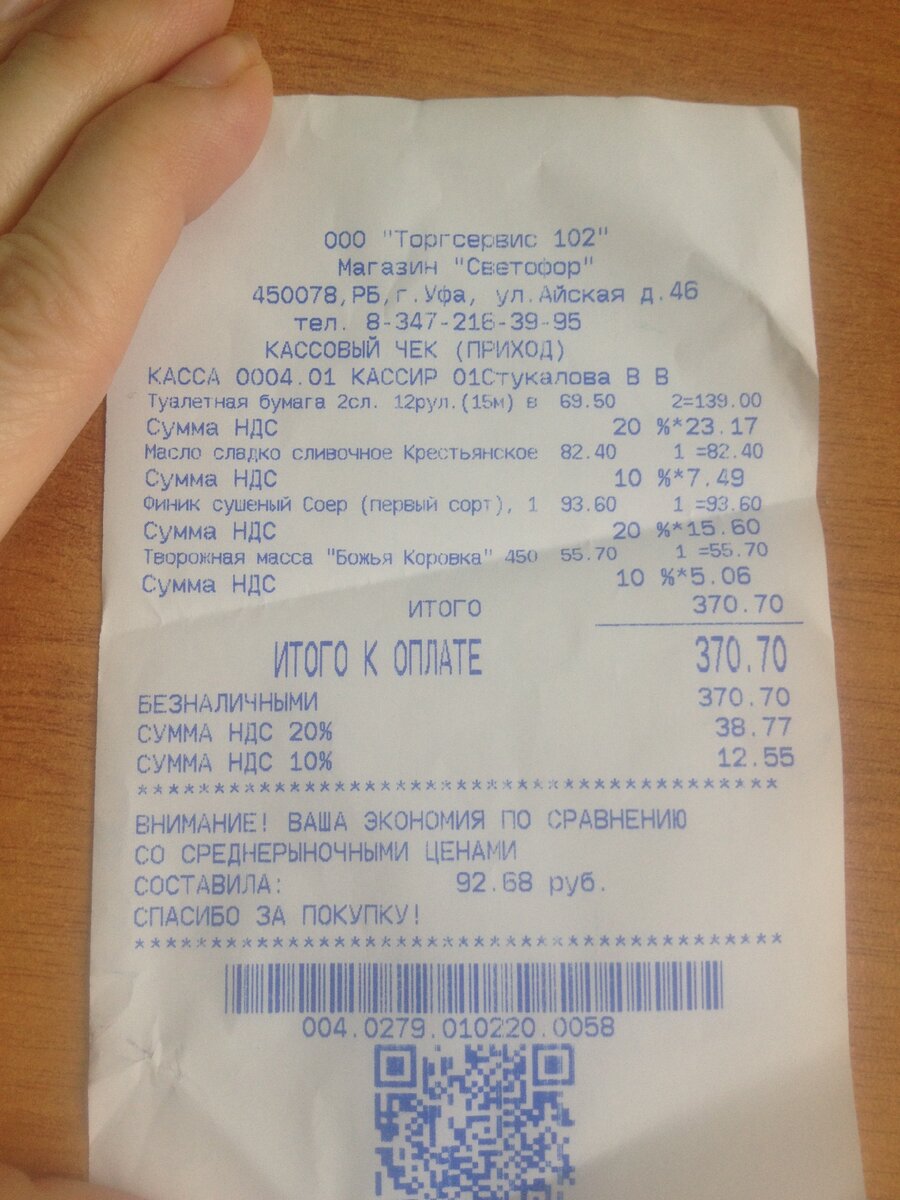 ООО "Торгсервис 102"
Магазин "Светофор"
450078,РБ,г.Уфа, ул.Айская д.46
тел. 8-347-216-39-95
КАССОВЫЙ ЧЕК (ПРИХОД)
КАССА 0004.01 КАССИР 01Стукалова В В
Туалетная бумага 2сл. 12рул.(15м) в 69.50 2=139.00
Сумма НДС 20 %*23.17
Масло сладко сливочное Крестьянское 82.40 1 =82.40
Сумма НДС 10 %*7.49
Финик сушеный Соер (первый сорт), 1 93.60 1 =93.60
Сумма НДС 20 %*15.60
Творожная масса "Божья Коровка" 450 55.70 1 =55.70
Сумма НДС 10 %*5.06
ИТОГО 370.70
ИТОГО К ОПЛАТЕ 370.70
БЕЗНАЛИЧНЫМИ 370.70
СУММА НДС 20% 38.77
СУММА НДС 10% 12.55
******************************************
ВНИМАНИЕ! ВАША ЭКОНОМИЯ ПО СРАВНЕНИЮ
СО СРЕДНЕРЫНОЧНЫМИ ЦЕНАМИ
СОСТАВИЛА: 92.68 руб.
СПАСИБО ЗА ПОКУПКУ!
******************************************
004.0279.010220.0058